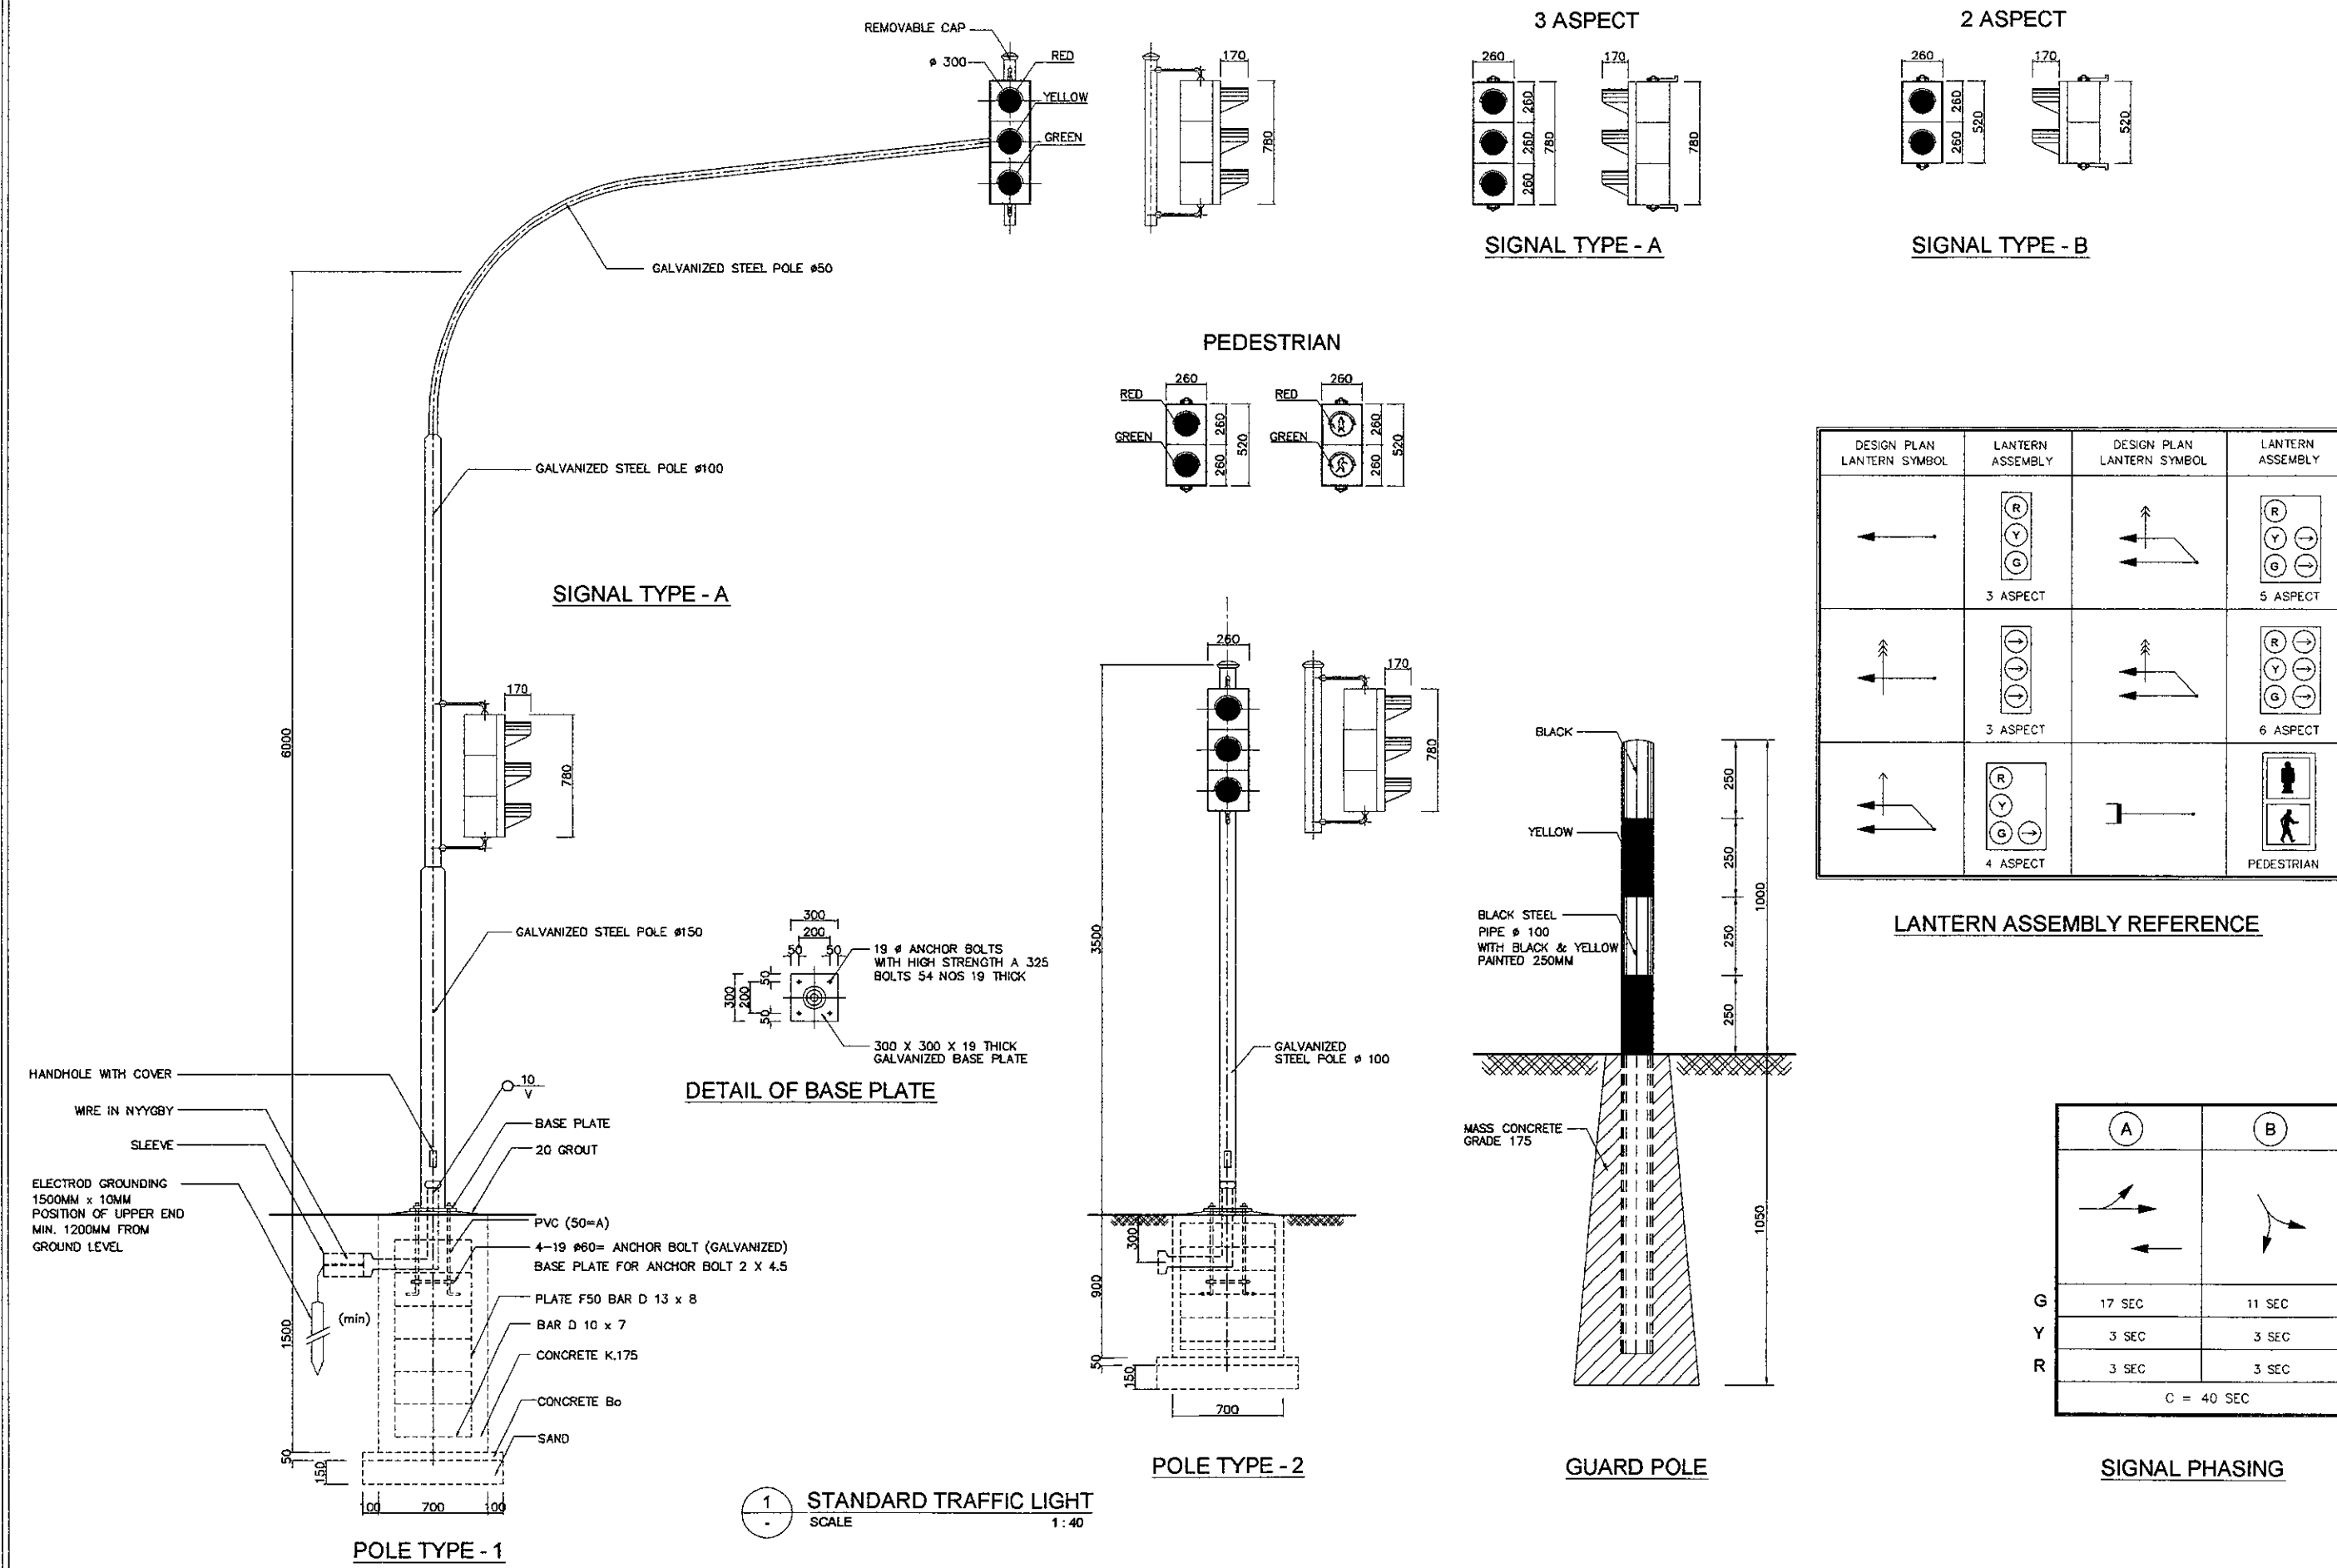 REMOVABLE CAP
ø 300
RED
YELLOW
GREEN
170
780
GALVANIZED STEEL POLE ø50
GALVANIZED STEEL POLE ø100
SIGNAL TYPE - A
6000
170
780
GALVANIZED STEEL POLE ø150
HANDHOLE WITH COVER
WIRE IN NYYGBY
SLEEVE
ELECTROD GROUNDING
1500MM x 10MM
POSITION OF UPPER END
MIN. 1200MM FROM
GROUND LEVEL
(min)
10
V
BASE PLATE
20 GROUT
PVC (50=A)
4-19 ø60= ANCHOR BOLT (GALVANIZED)
BASE PLATE FOR ANCHOR BOLT 2 X 4.5
PLATE F50 BAR D 13 x 8
BAR D 10 x 7
CONCRETE K.175
CONCRETE Bo
SAND
1500
50
150
100
700
100
POLE TYPE - 1
300
200
50
50
300
200
50
50
19 ø ANCHOR BOLTS
WITH HIGH STRENGTH A 325
BOLTS 54 NOS 19 THICK
300 X 300 X 19 THICK
GALVANIZED BASE PLATE
DETAIL OF BASE PLATE
1
-
STANDARD TRAFFIC LIGHT
SCALE 1 : 40
3 ASPECT
260
170
260
260
260
780
780
SIGNAL TYPE - A
2 ASPECT
260
170
260
260
520
520
SIGNAL TYPE - B
PEDESTRIAN
260
RED
GREEN
260
260
520
260
RED
GREEN
260
260
520
260
170
780
3500
GALVANIZED
STEEL POLE ø 100
300
900
50
150
700
POLE TYPE - 2
BLACK
YELLOW
BLACK STEEL
PIPE ø 100
WITH BLACK & YELLOW
PAINTED 250MM
MASS CONCRETE
GRADE 175
250
250
250
250
1000
1050
GUARD POLE
DESIGN PLAN
LANTERN SYMBOL
LANTERN
ASSEMBLY
DESIGN PLAN
LANTERN SYMBOL
LANTERN
ASSEMBLY
R
Y
G
3 ASPECT
R
Y
G
5 ASPECT
3 ASPECT
R
Y
G
6 ASPECT
R
Y
G
4 ASPECT
PEDESTRIAN
LANTERN ASSEMBLY REFERENCE
A B
G 17 SEC 11 SEC
Y 3 SEC 3 SEC
R 3 SEC 3 SEC
C = 40 SEC
SIGNAL PHASING